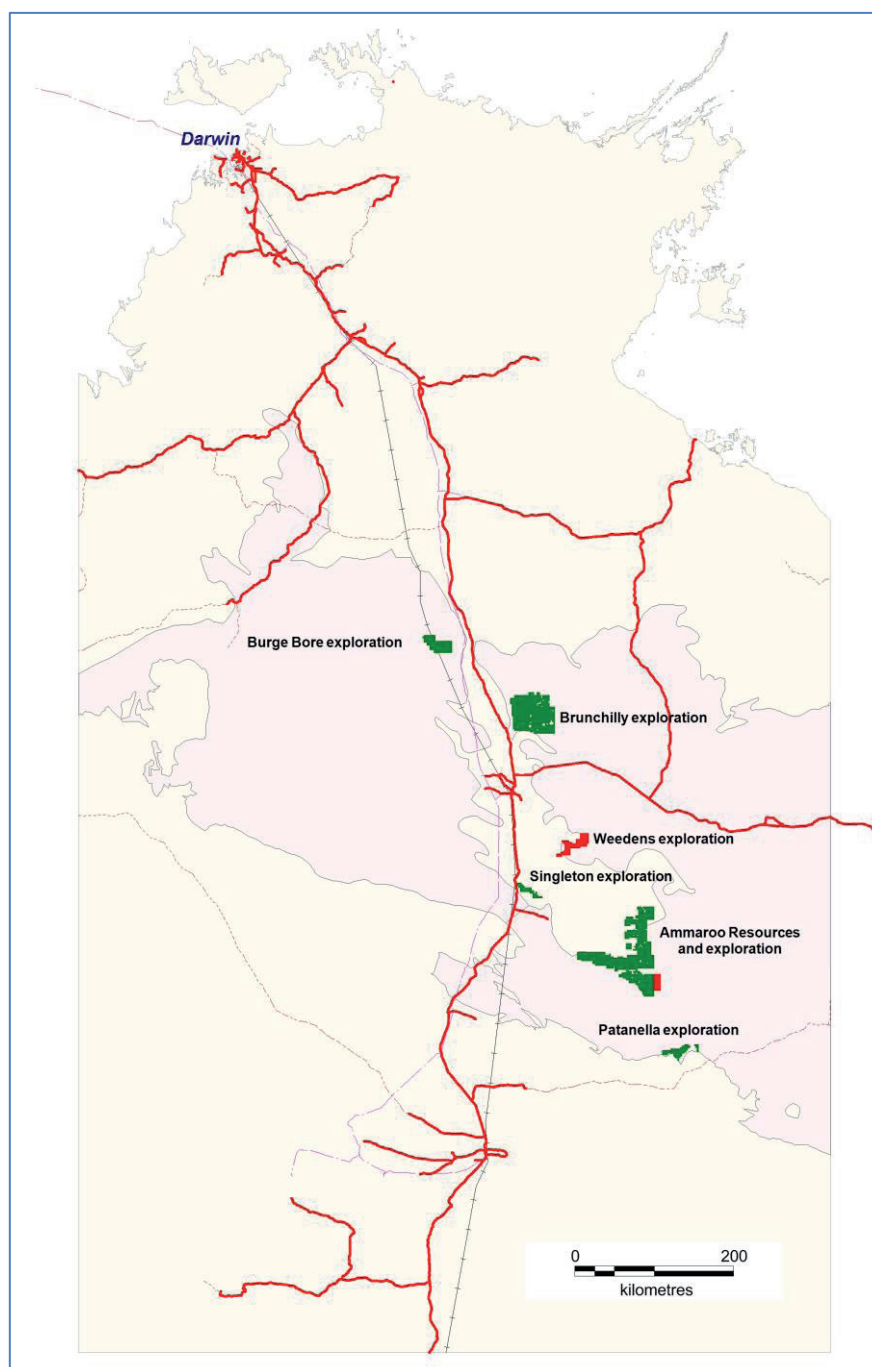 Darwin
Burge Bore exploration
Brunchilly exploration
Weedens exploration
Singleton exploration
Ammaroo Resources
and exploration
Patanella exploration
0 200
kilometres